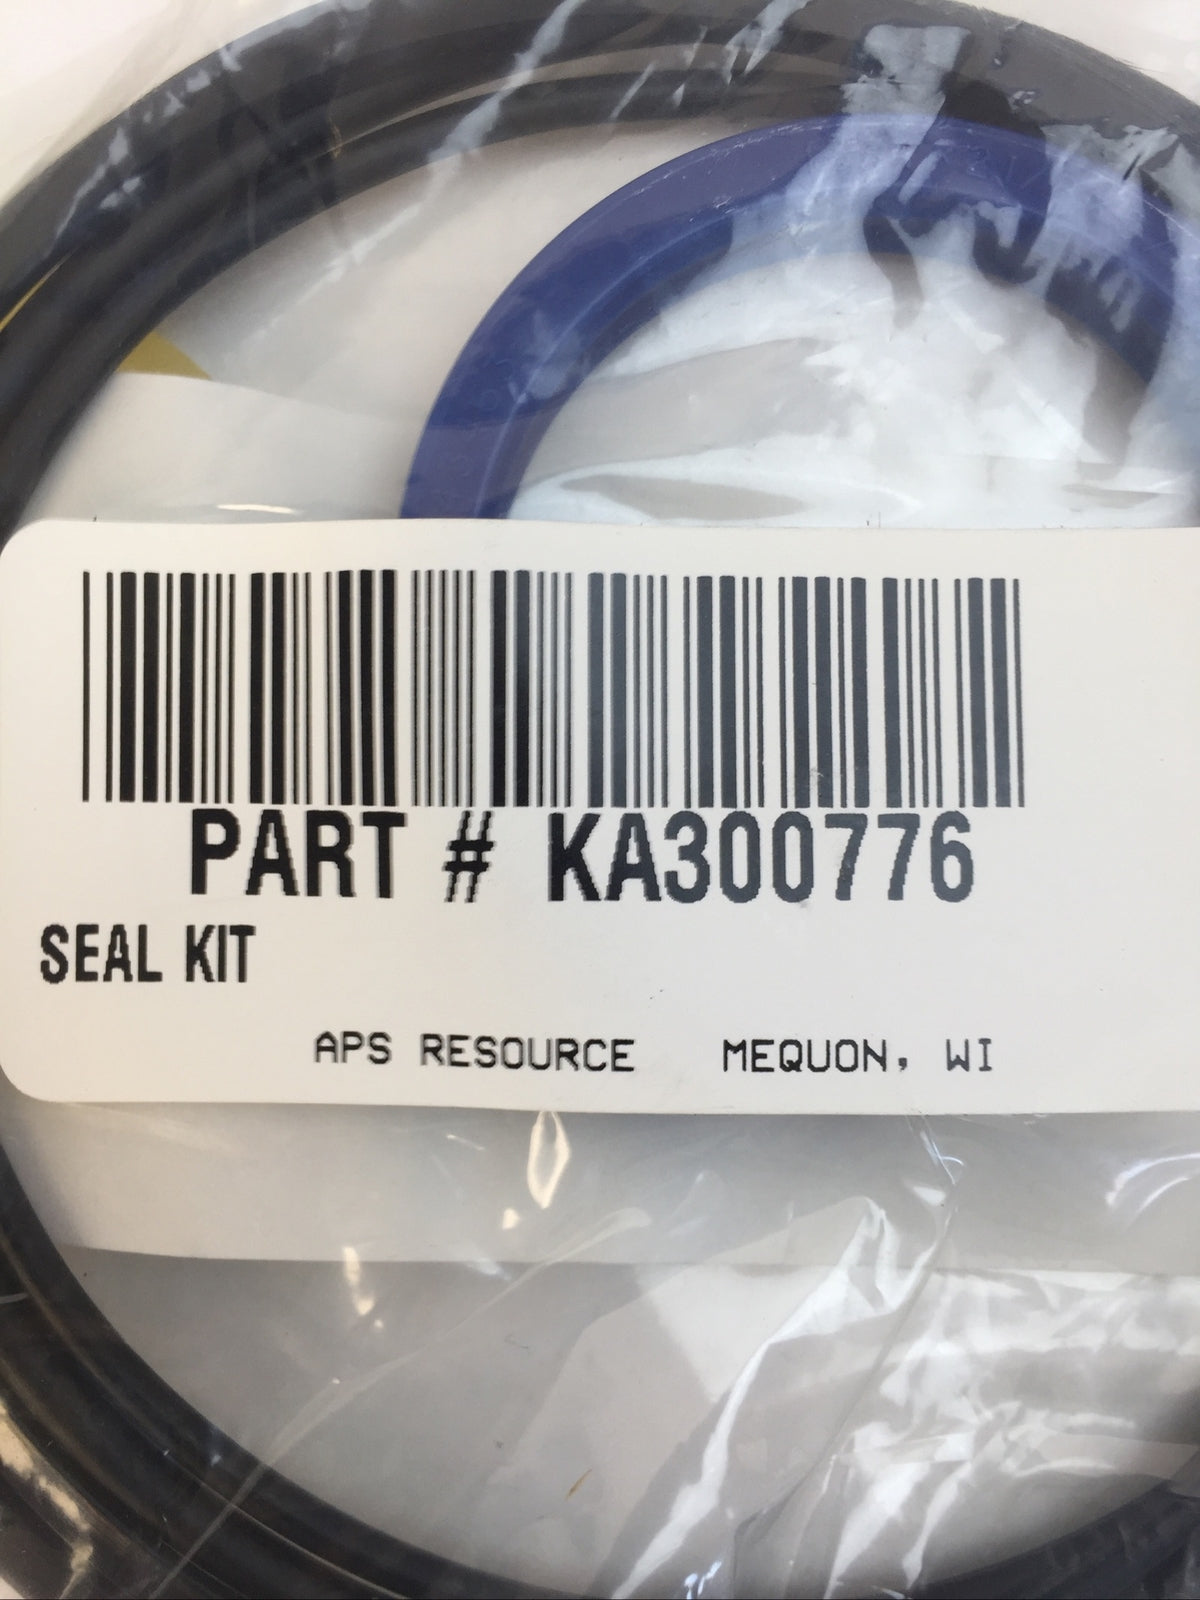 PART # KA300776
SEAL KIT
APS RESOURCE MEQUON, WI